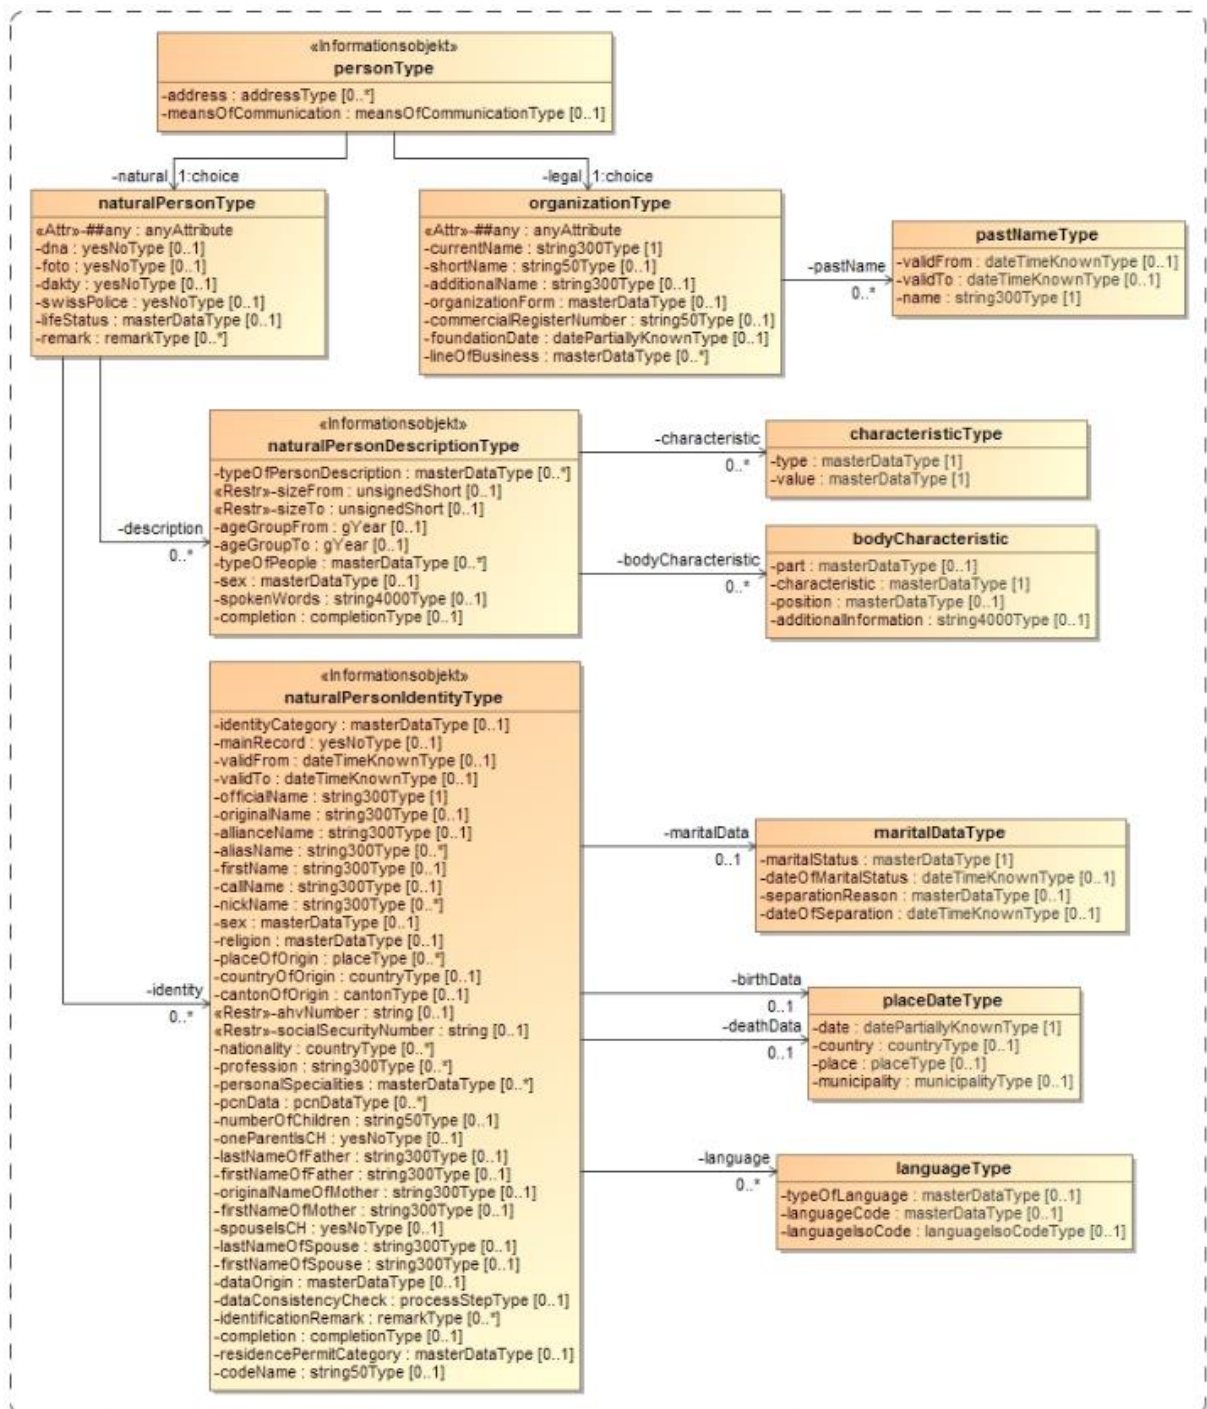 «Informationsobjekt»
personType
-address : addressType [0..*]
-meansOfCommunication : meansOfCommunicationType [0..1]
-natural 1:choice
-legal 1:choice
naturalPersonType
«Attr»-##any : anyAttribute
-dna : yesNoType [0..1]
-foto : yesNoType [0..1]
-dakty : yesNoType [0..1]
-swissPolice : yesNoType [0..1]
-lifeStatus : masterDataType [0..1]
-remark : remarkType [0..*]
organizationType
«Attr»-##any : anyAttribute
-currentName : string300Type [1]
-shortName : string50Type [0..1]
-additionalName : string300Type [0..1]
-organizationForm : masterDataType [0..1]
-commercialRegisterNumber : string50Type [0..1]
-foundationDate : datePartiallyKnownType [0..1]
-lineOfBusiness : masterDataType [0..*]
-pastName
0..*
pastNameType
-validFrom : dateTimeKnownType [0..1]
-validTo : dateTimeKnownType [0..1]
-name : string300Type [1]
-description
0..*
«Informationsobjekt»
naturalPersonDescriptionType
-typeOfPersonDescription : masterDataType [0..*]
«Restr»-sizeFrom : unsignedShort [0..1]
«Restr»-sizeTo : unsignedShort [0..1]
-ageGroupFrom : gYear [0..1]
-ageGroupTo : gYear [0..1]
-typeOfPeople : masterDataType [0..*]
-sex : masterDataType [0..1]
-spokenWords : string4000Type [0..1]
-completion : completionType [0..1]
-characteristic
0..*
characteristicType
-type : masterDataType [1]
-value : masterDataType [1]
-bodyCharacteristic
0..*
bodyCharacteristic
-part : masterDataType [0..1]
-characteristic : masterDataType [1]
-position : masterDataType [0..1]
-additionalInformation : string4000Type [0..1]
-identity
0..*
«Informationsobjekt»
naturalPersonIdentityType
-identityCategory : masterDataType [0..1]
-mainRecord : yesNoType [0..1]
-validFrom : dateTimeKnownType [0..1]
-validTo : dateTimeKnownType [0..1]
-officialName : string300Type [1]
-originalName : string300Type [0..1]
-allianceName : string300Type [0..1]
-aliasName : string300Type [0..*]
-firstName : string300Type [0..1]
-callName : string300Type [0..1]
-nickName : string300Type [0..*]
-sex : masterDataType [0..1]
-religion : masterDataType [0..1]
-placeOfOrigin : placeType [0..*]
-countryOfOrigin : countryType [0..1]
-cantonOfOrigin : cantonType [0..1]
«Restr»-ahvNumber : string [0..1]
«Restr»-socialSecurityNumber : string [0..1]
-nationality : countryType [0..*]
-profession : string300Type [0..*]
-personalSpecialities : masterDataType [0..*]
-pcnData : pcnDataType [0..*]
-numberOfChildren : string50Type [0..1]
-oneParentIsCH : yesNoType [0..1]
-lastNameOfFather : string300Type [0..1]
-firstNameOfFather : string300Type [0..1]
-originalNameOfMother : string300Type [0..1]
-firstNameOfMother : string300Type [0..1]
-spouseIsCH : yesNoType [0..1]
-lastNameOfSpouse : string300Type [0..1]
-firstNameOfSpouse : string300Type [0..1]
-dataOrigin : masterDataType [0..1]
-dataConsistencyCheck : processStepType [0..1]
-identificationRemark : remarkType [0..*]
-completion : completionType [0..1]
-residencePermitCategory : masterDataType [0..1]
-codeName : string50Type [0..1]
-maritalData
0..1
maritalDataType
-maritalStatus : masterDataType [1]
-dateOfMaritalStatus : dateTimeKnownType [0..1]
-separationReason : masterDataType [0..1]
-dateOfSeparation : dateTimeKnownType [0..1]
-birthData
0..1
-deathData
0..1
placeDateType
-date : datePartiallyKnownType [1]
-country : countryType [0..1]
-place : placeType [0..1]
-municipality : municipalityType [0..1]
-language
0..*
languageType
-typeOfLanguage : masterDataType [0..1]
-languageCode : masterDataType [0..1]
-languageIsoCode : languageIsoCodeType [0..1]